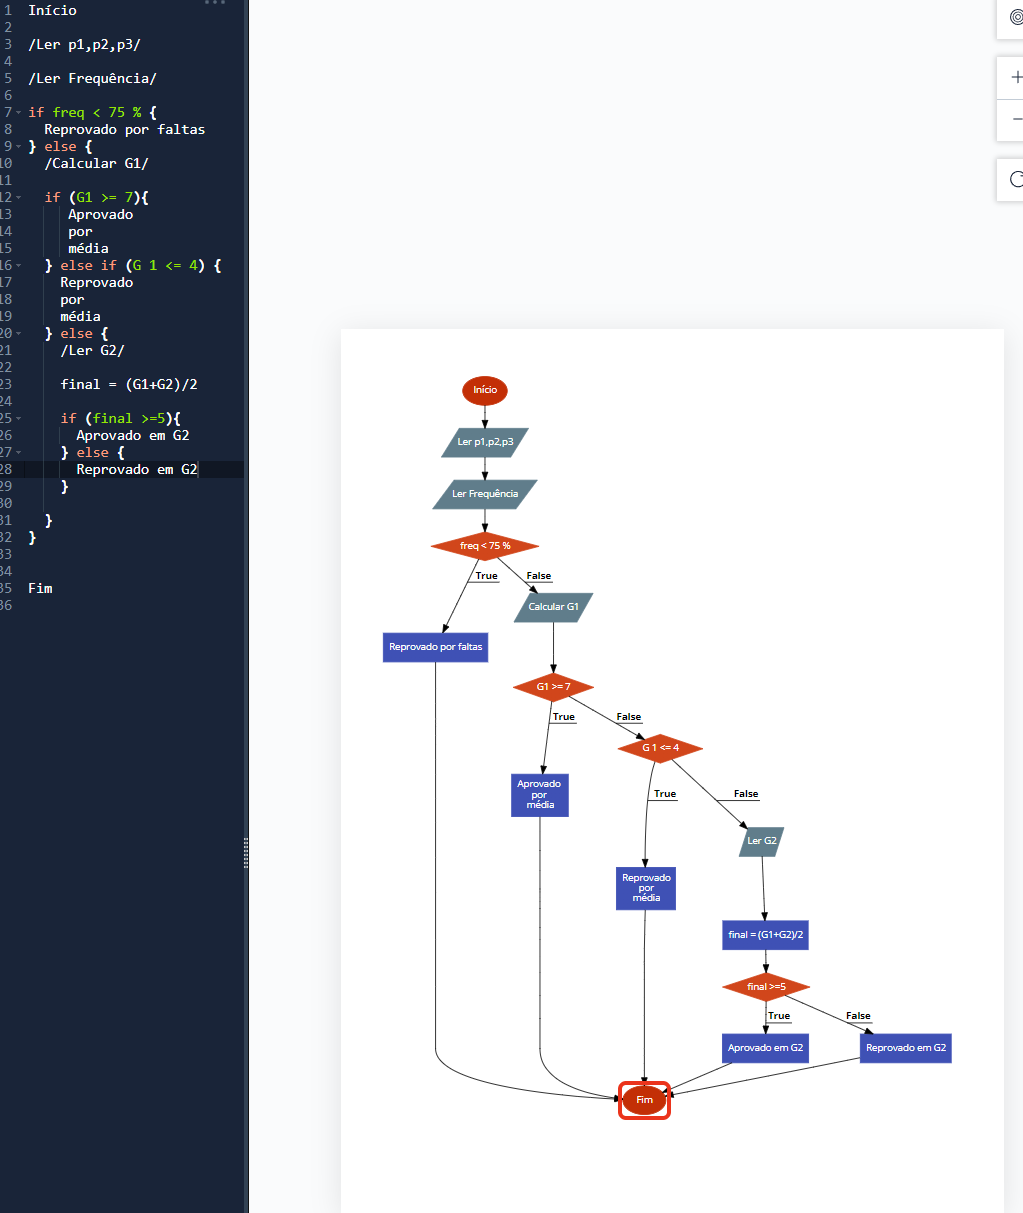 1 Início
2
3 /Ler p1,p2,p3/
4
5 /Ler Frequência/
6
7 if freq < 75 % {
8 Reprovado por faltas
9 } else {
10 /Calcular G1/
11
12 if (G1 >= 7){
13 Aprovado
14 por
15 média
16 } else if (G 1 <= 4) {
17 Reprovado
18 por
19 média
20 } else {
21 /Ler G2/
22
23 final = (G1+G2)/2
24
25 if (final >=5){
26 Aprovado em G2
27 } else {
28 Reprovado em G2
29 }
30
31 }
32 }
33
34
35 Fim
36
Início
Ler p1,p2,p3
Ler Frequência
freq < 75 %
True False
Calcular G1
Reprovado por faltas
G1 >= 7
True False
G 1 <= 4
Aprovado
por
média
True False
Ler G2
Reprovado
por
média
final = (G1+G2)/2
final >=5
True False
Aprovado em G2
Reprovado em G2
Fim